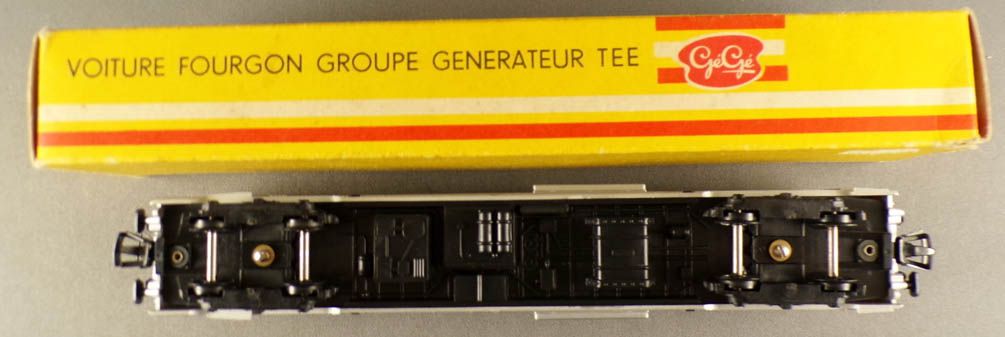 VOITURE FOURGON GROUPE GENERATEUR TEE
GéGé